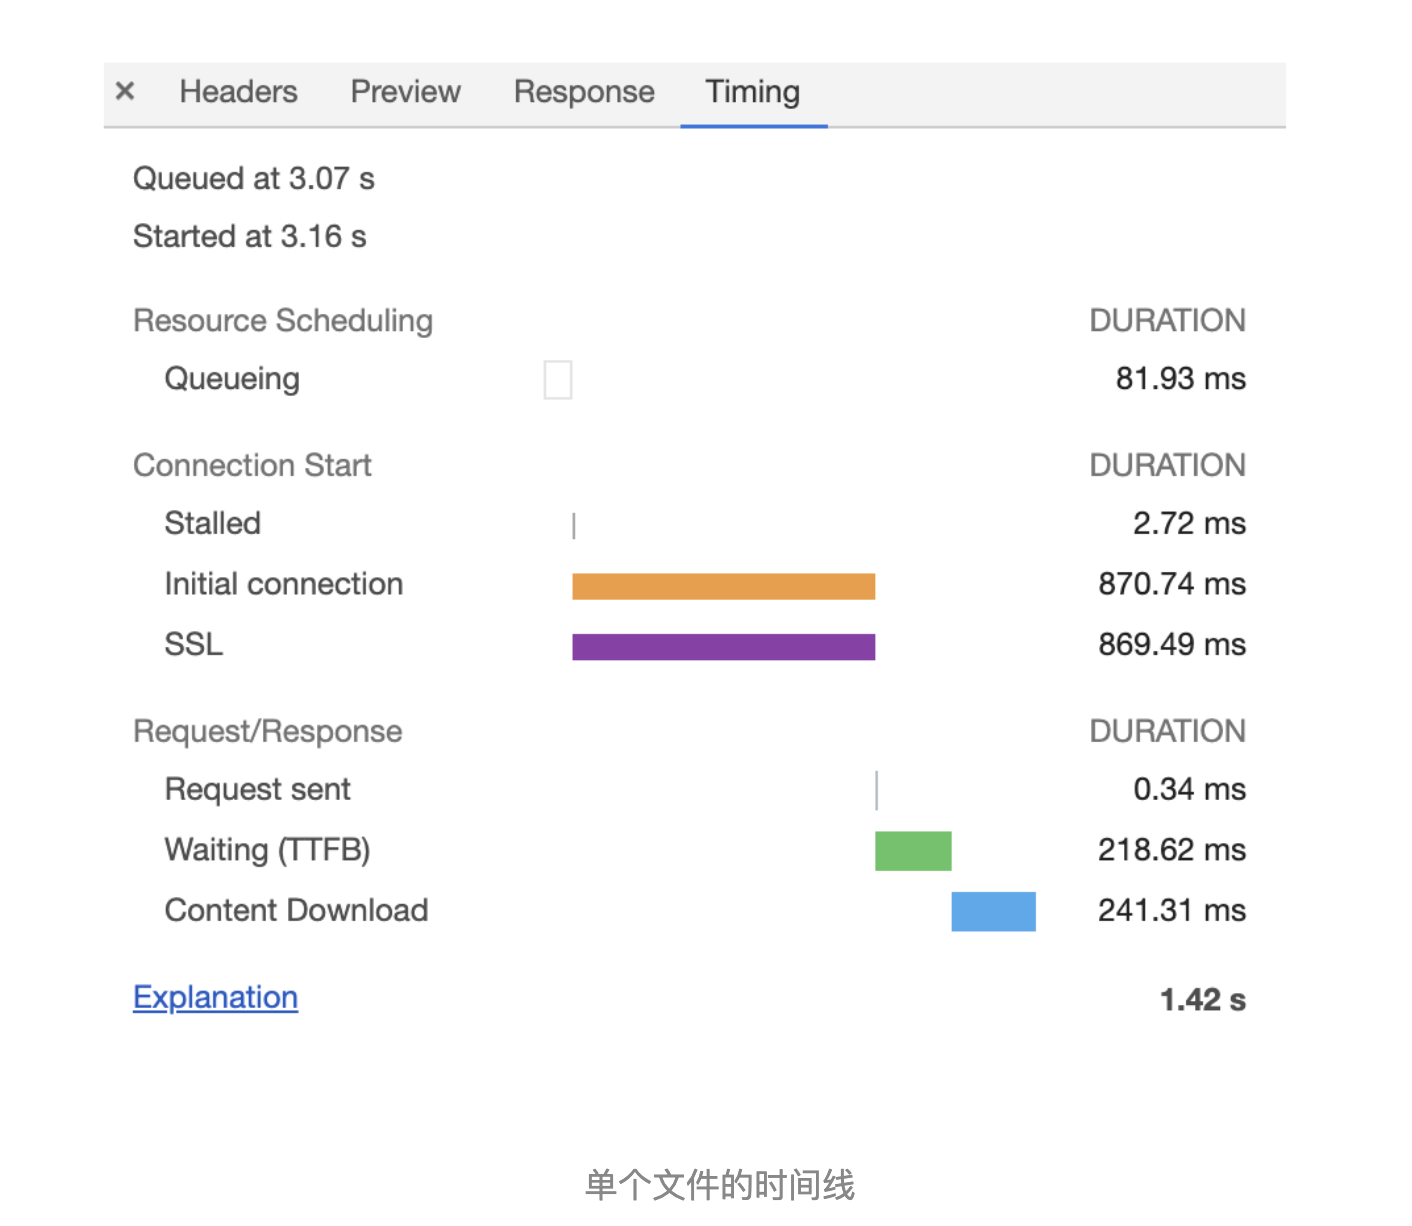 × Headers Preview Response Timing
Queued at 3.07 s
Started at 3.16 s
Resource Scheduling DURATION
Queueing 81.93 ms
Connection Start DURATION
Stalled 2.72 ms
Initial connection 870.74 ms
SSL 869.49 ms
Request/Response DURATION
Request sent 0.34 ms
Waiting (TTFB) 218.62 ms
Content Download 241.31 ms
Explanation 1.42 s
单个文件的时间线